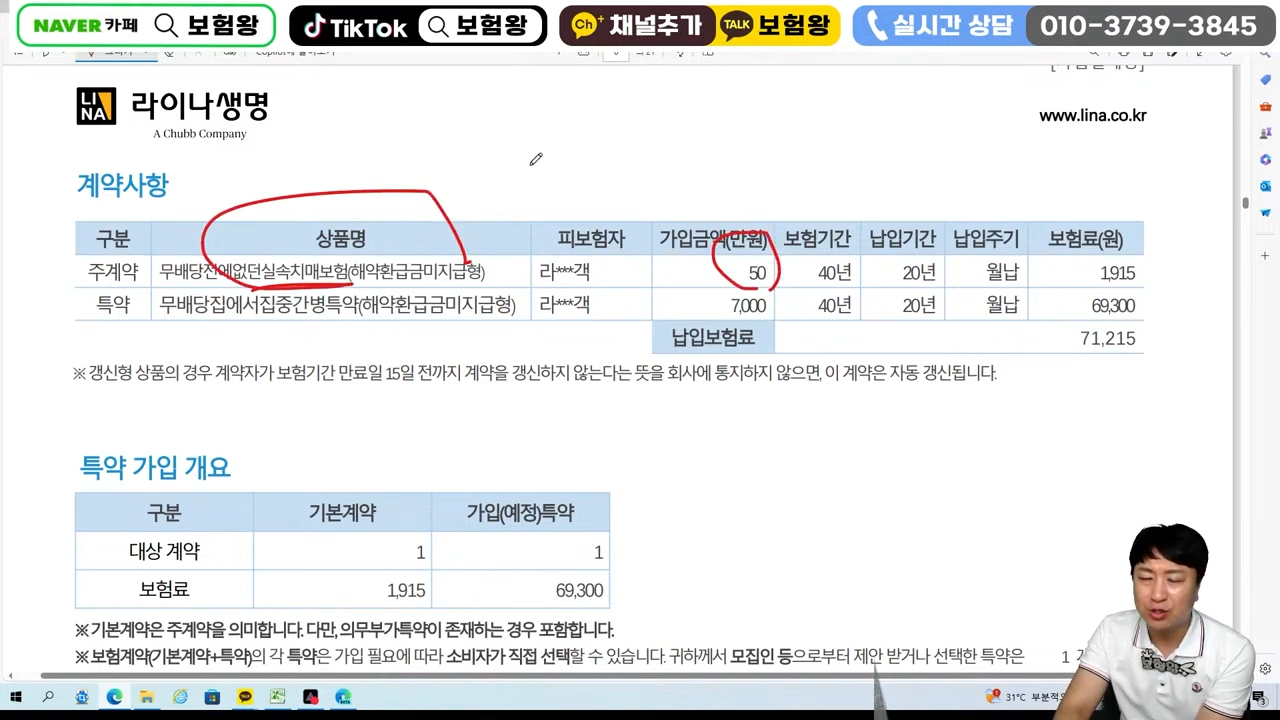 NAVER 카페 보험왕 TikTok 보험왕 Ch+ 채널추가 TALK 보험왕 실시간 상담 010-3739-3845
LINA 라이나생명
A Chubb Company
www.lina.co.kr
계약사항
구분 상품명 피보험자 가입금액(만원) 보험기간 납입기간 납입주기 보험료(원)
주계약 무배당전에없던실속치매보험(해약환급금미지급형) 라***객 50 40년 20년 월납 1,915
특약 무배당집에서집중간병특약(해약환급금미지급형) 라***객 7,000 40년 20년 월납 69,300
납입보험료 71,215
※ 갱신형 상품의 경우 계약자가 보험기간 만료일 15일 전까지 계약을 갱신하지 않는다는 뜻을 회사에 통지하지 않으면, 이 계약은 자동 갱신됩니다.
특약 가입 개요
구분 기본계약 가입(예정)특약
대상 계약 1 1
보험료 1,915 69,300
※ 기본계약은 주계약을 의미합니다. 다만, 의무부가특약이 존재하는 경우 포함합니다.
※ 보험계약(기본계약+특약)의 각 특약은 가입 필요에 따라 소비자가 직접 선택할 수 있습니다. 귀하께서 모집인 등으로부터 제안 받거나 선택한 특약은 1
보험왕
31°C